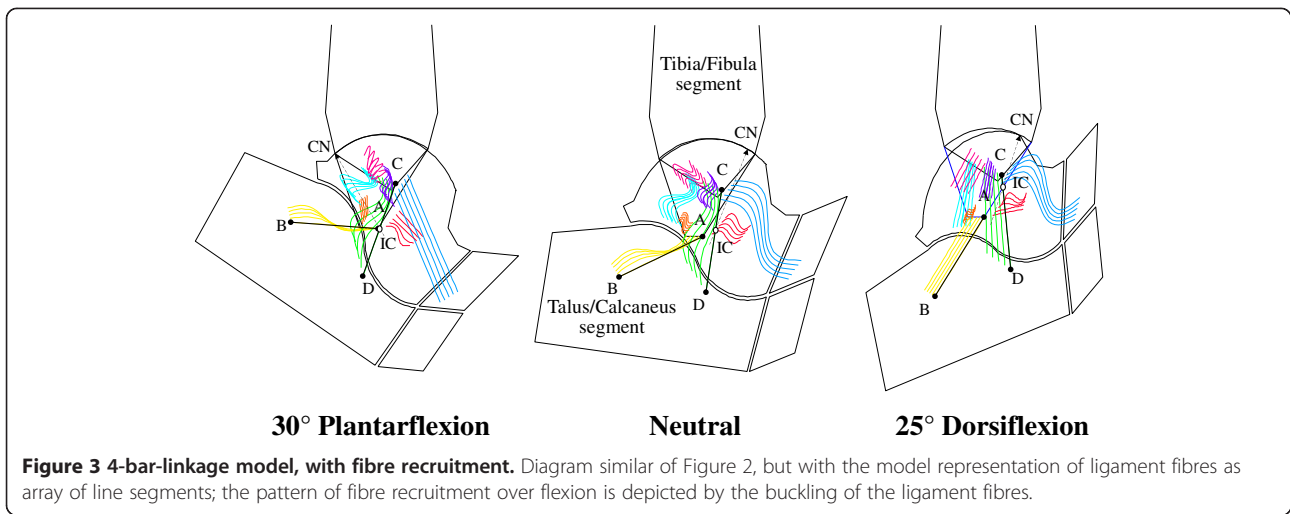 Tibia/Fibula
segment
CN
C
A
B
IC
D
CN
C
A
IC
B
D
Talus/Calcaneus
segment
CN
C
IC
A
B
D
30° Plantarflexion
Neutral
25° Dorsiflexion
Figure 3 4-bar-linkage model, with fibre recruitment. Diagram similar of Figure 2, but with the model representation of ligament fibres as
array of line segments; the pattern of fibre recruitment over flexion is depicted by the buckling of the ligament fibres.